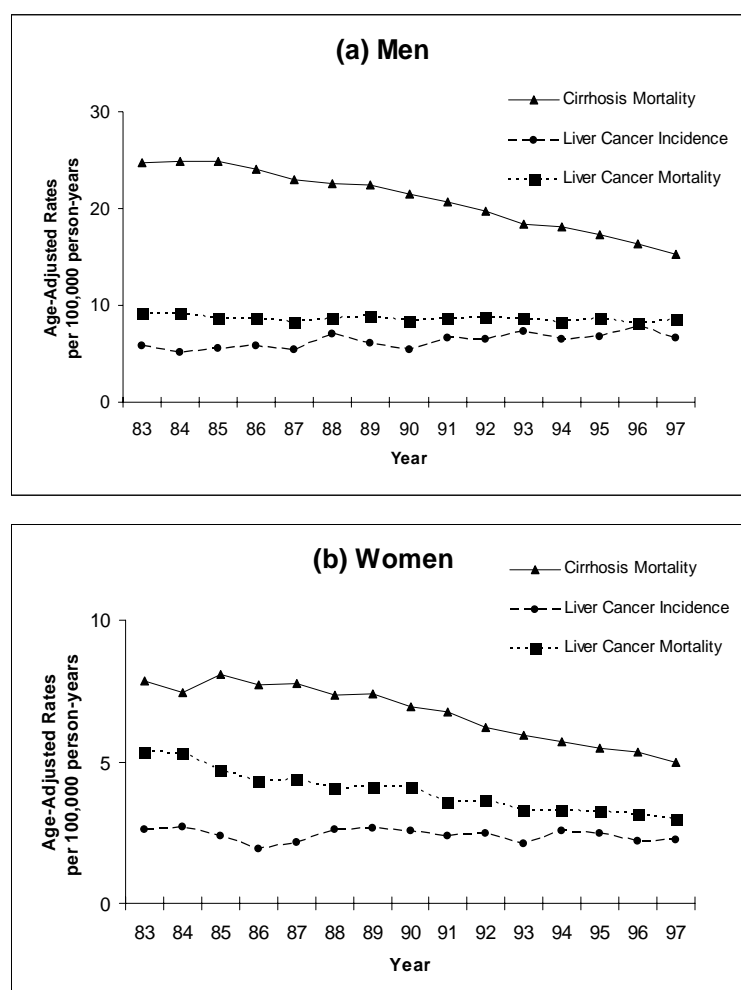 (a) Men
Cirrhosis Mortality
Liver Cancer Incidence
Liver Cancer Mortality
Age-Adjusted Rates
per 100,000 person-years
30
20
10
0
83 84 85 86 87 88 89 90 91 92 93 94 95 96 97
Year
(b) Women
Cirrhosis Mortality
Liver Cancer Incidence
Liver Cancer Mortality
Age-Adjusted Rates
per 100,000 person-years
10
5
0
83 84 85 86 87 88 89 90 91 92 93 94 95 96 97
Year